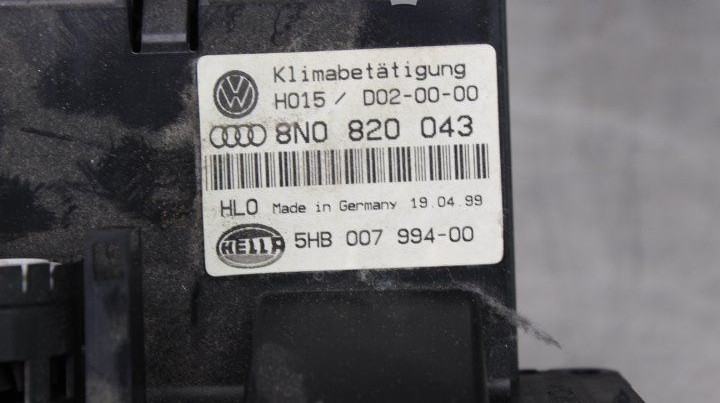 Klimabetätigung
H015 / D02-00-00
8N0 820 043
HLO Made in Germany 19.04.99
HELLA 5HB 007 994-00